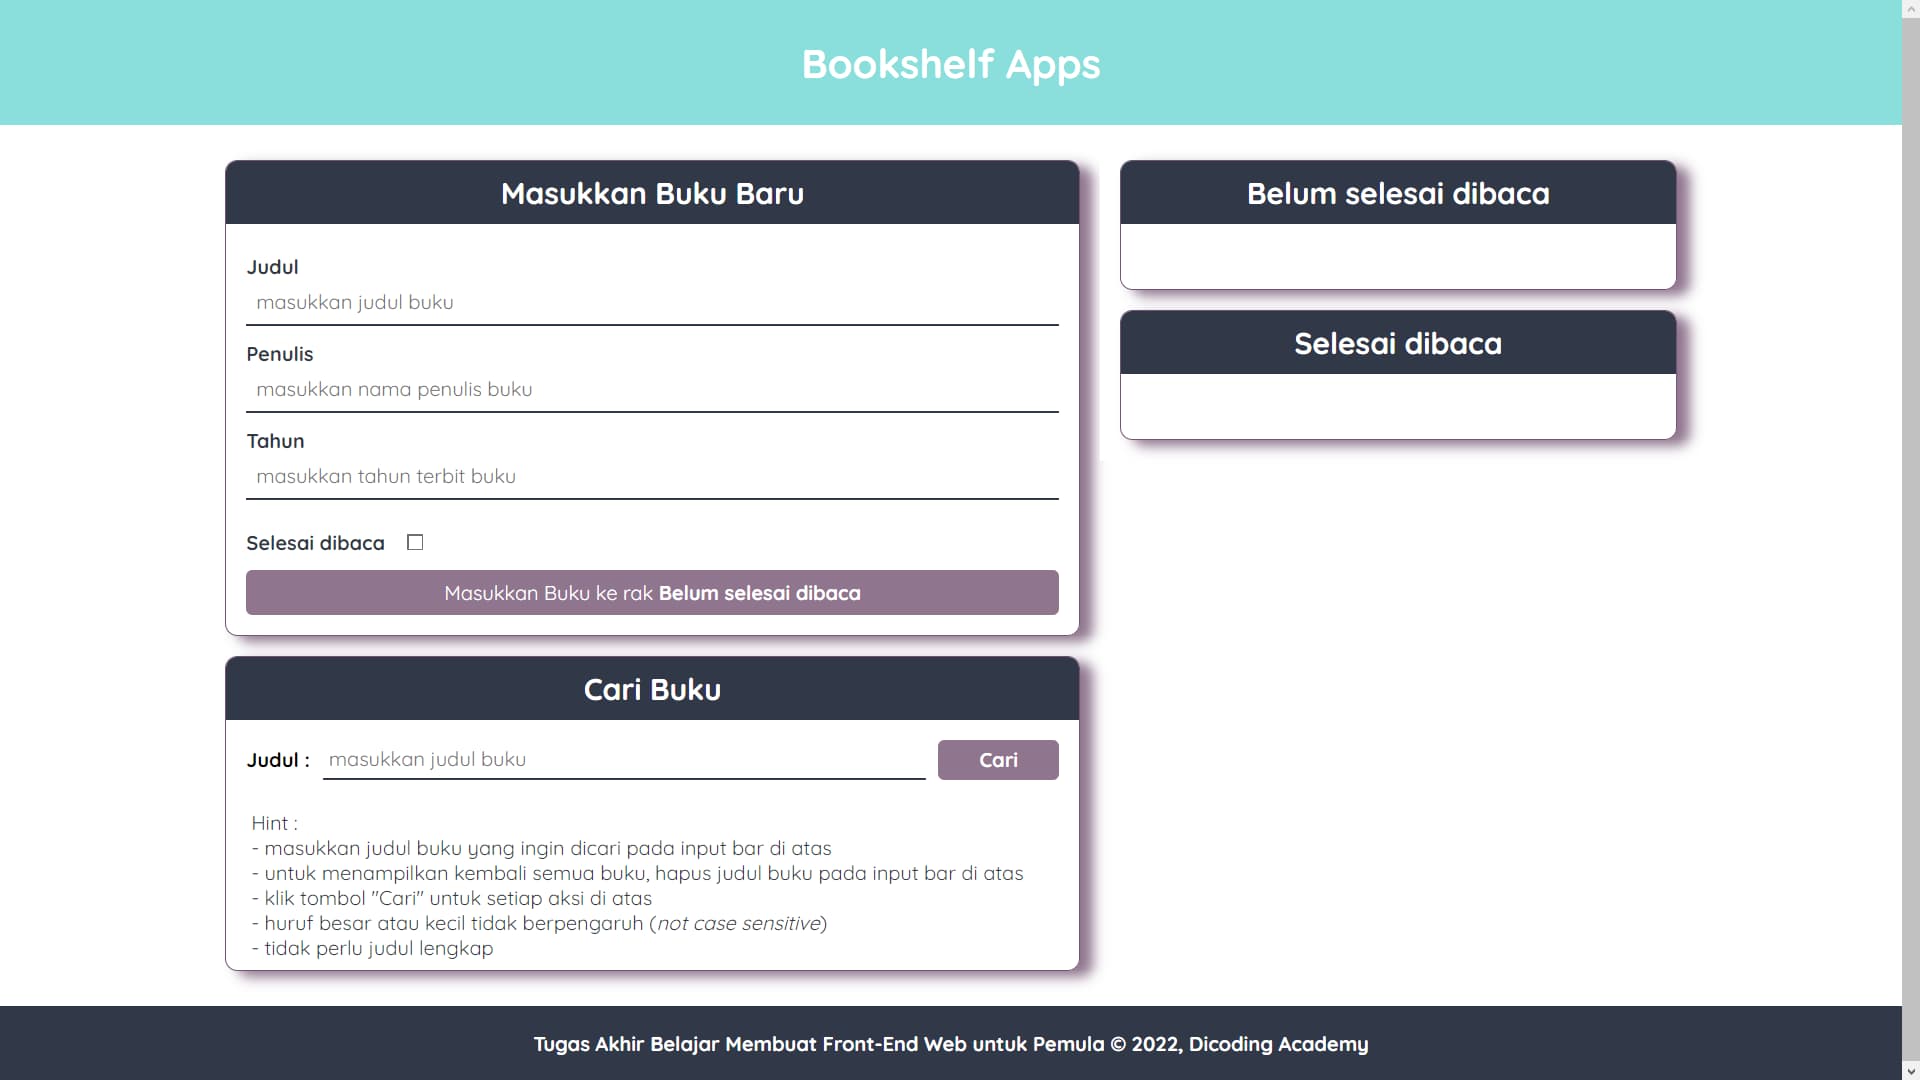 Bookshelf Apps
Masukkan Buku Baru
Judul
masukkan judul buku
Penulis
masukkan nama penulis buku
Tahun
masukkan tahun terbit buku
Selesai dibaca
Masukkan Buku ke rak Belum selesai dibaca
Cari Buku
Judul : masukkan judul buku Cari
Hint :
- masukkan judul buku yang ingin dicari pada input bar di atas
- untuk menampilkan kembali semua buku, hapus judul buku pada input bar di atas
- klik tombol "Cari" untuk setiap aksi di atas
- huruf besar atau kecil tidak berpengaruh (not case sensitive)
- tidak perlu judul lengkap
Belum selesai dibaca
Selesai dibaca
Tugas Akhir Belajar Membuat Front-End Web untuk Pemula © 2022, Dicoding Academy